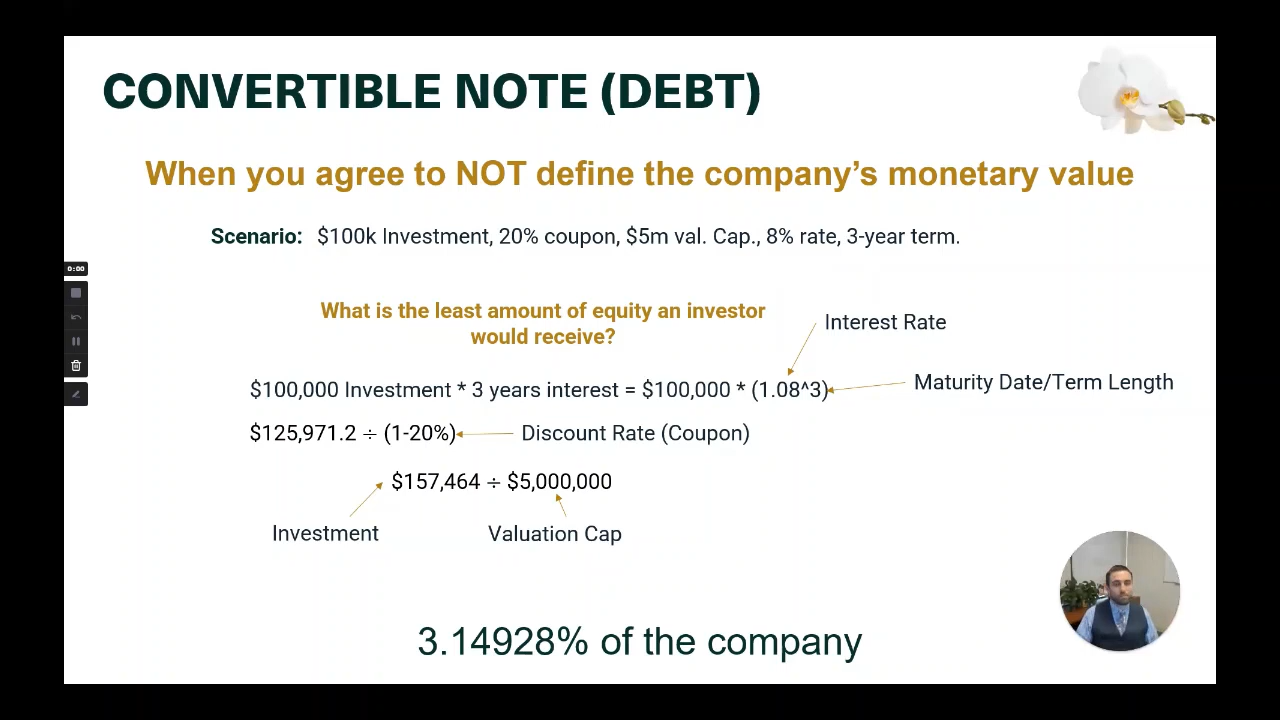 CONVERTIBLE NOTE (DEBT)
When you agree to NOT define the company's monetary value
Scenario: $100k Investment, 20% coupon, $5m val. Cap., 8% rate, 3-year term.
0:00
What is the least amount of equity an investor
would receive?
Interest Rate
$100,000 Investment * 3 years interest = $100,000 * (1.08^3)
Maturity Date/Term Length
$125,971.2 ÷ (1-20%)
Discount Rate (Coupon)
$157,464 ÷ $5,000,000
Investment
Valuation Cap
3.14928% of the company